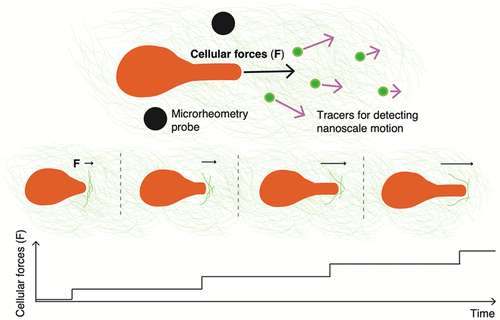 Cellular forces (F)
Microrheometry
probe
Tracers for detecting
nanoscale motion
F
Cellular forces (F)
Time